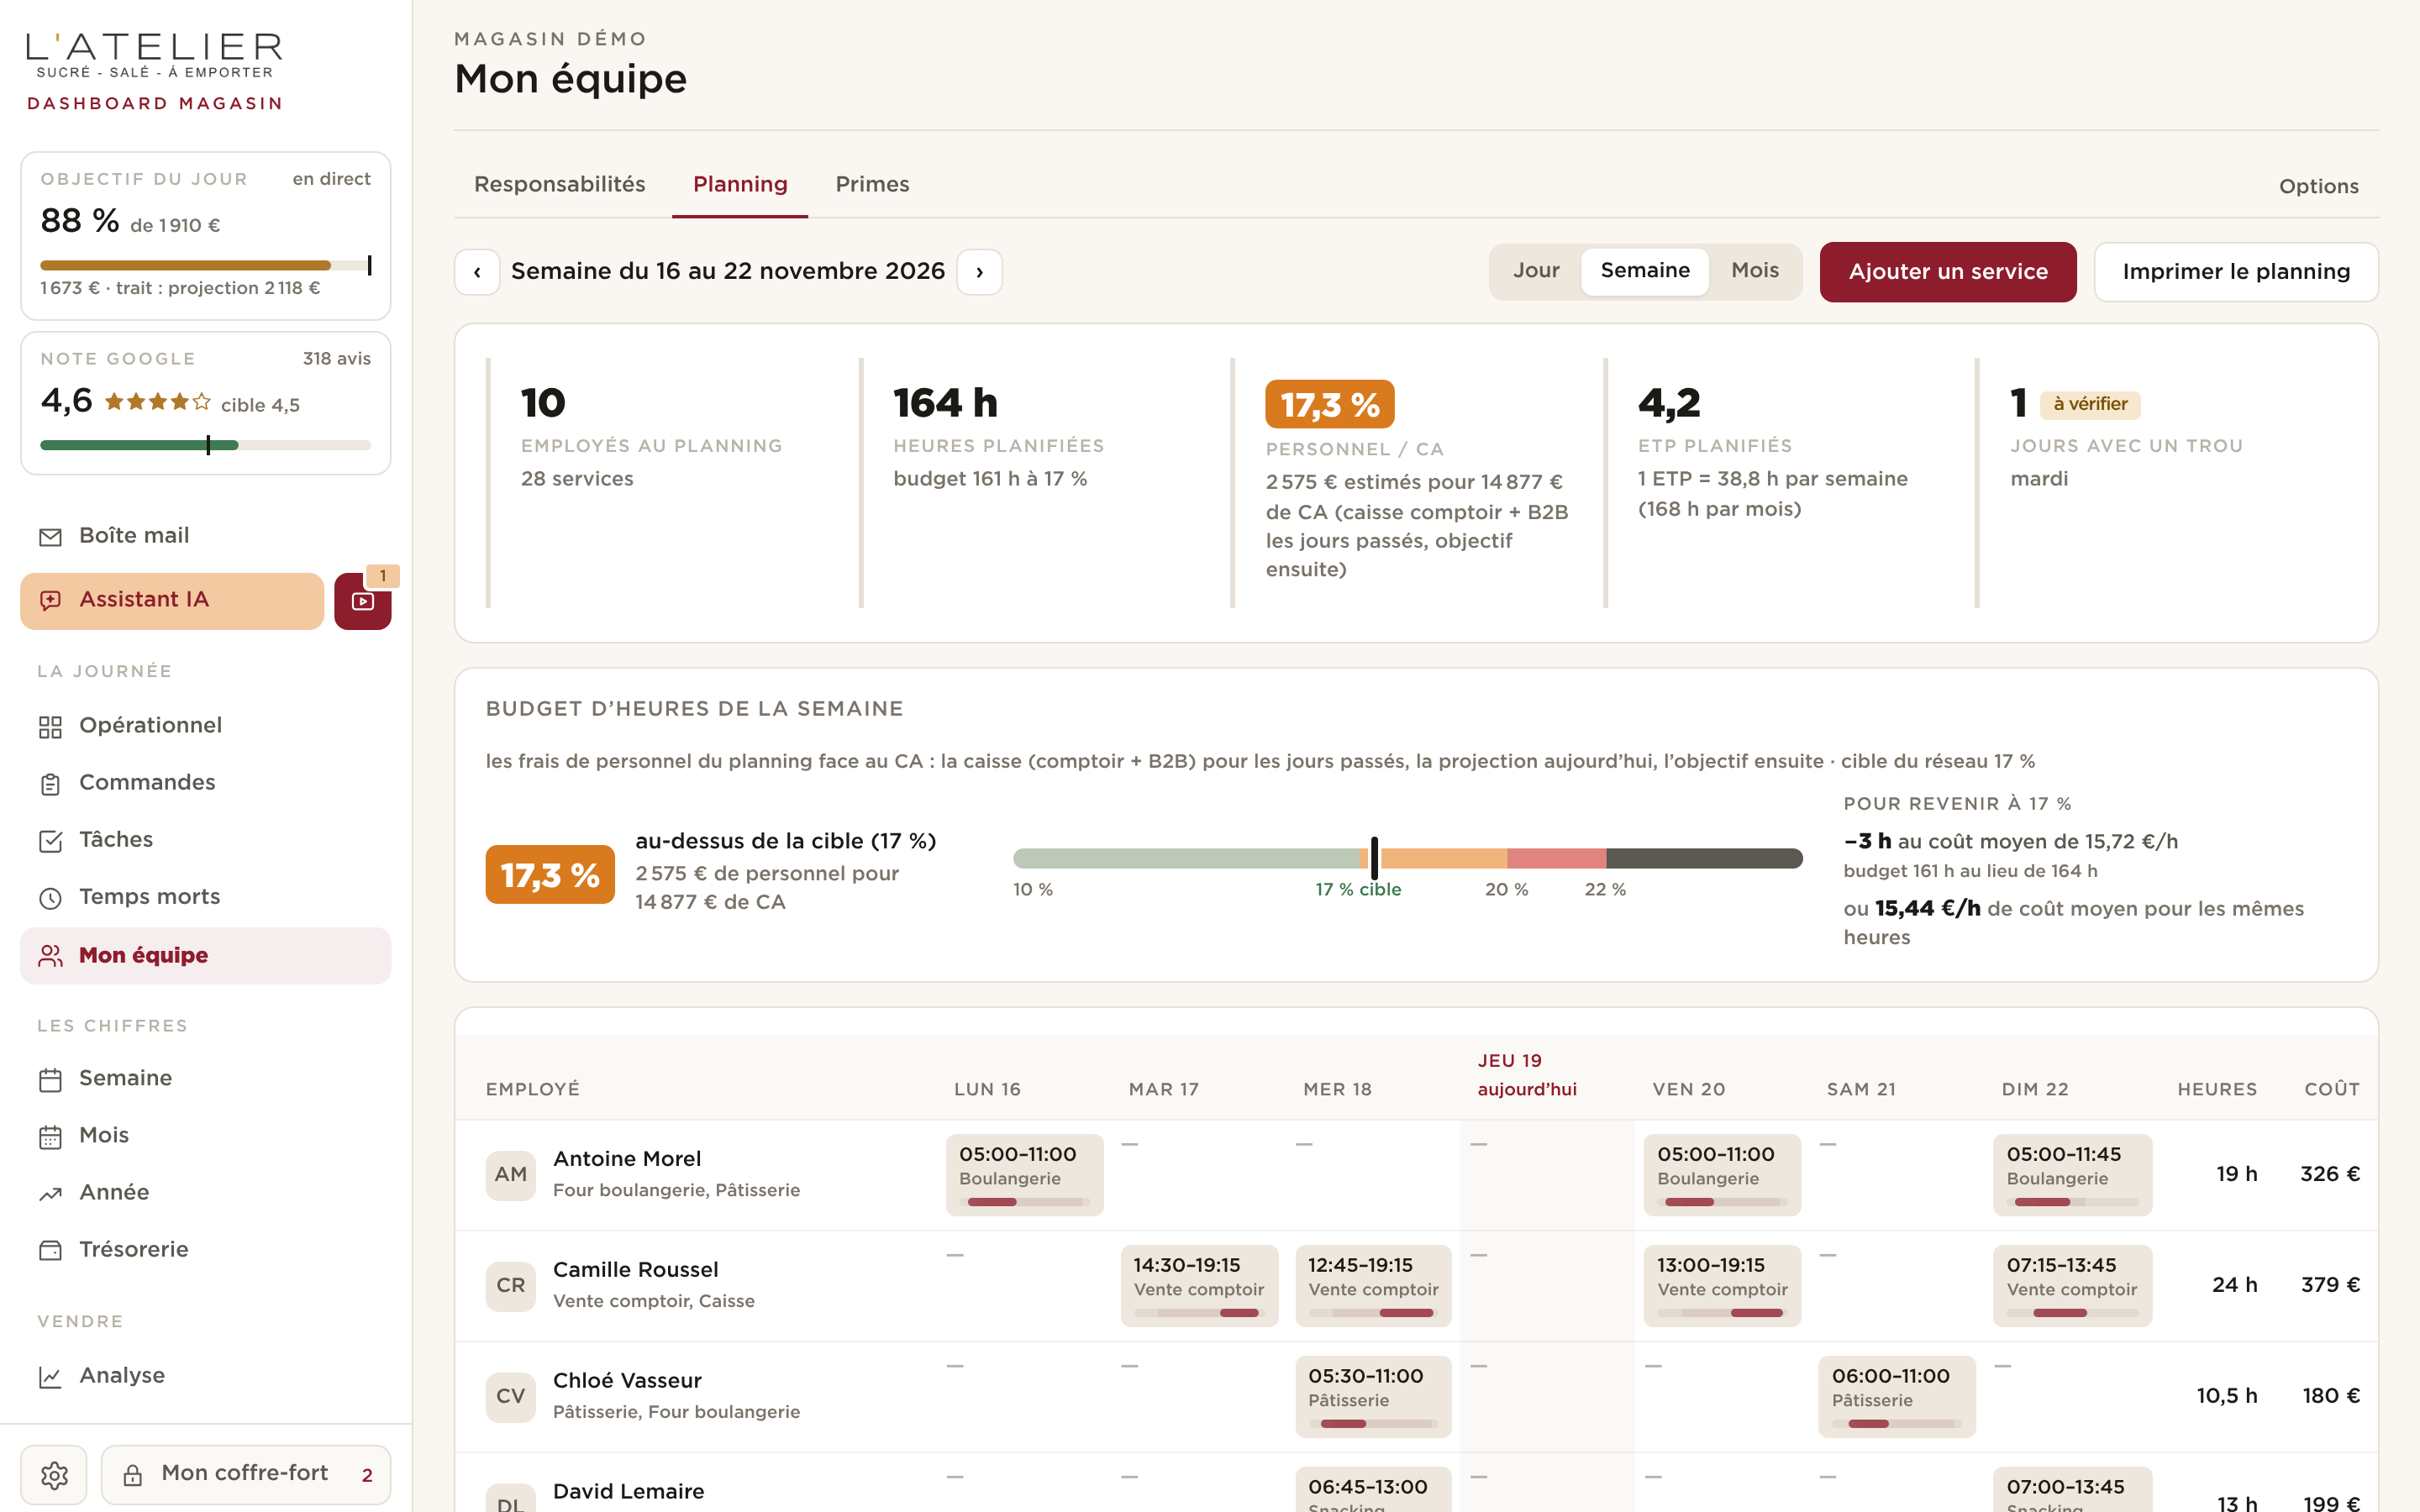 L'ATELIER
SUCRÉ - SALÉ - À EMPORTER
DASHBOARD MAGASIN
OBJECTIF DU JOUR en direct
88 % de 1 910 €
1 673 € · trait : projection 2 118 €
NOTE GOOGLE 318 avis
4,6 cible 4,5
Boîte mail
Assistant IA 1
LA JOURNÉE
Opérationnel
Commandes
Tâches
Temps morts
Mon équipe
LES CHIFFRES
Semaine
Mois
Année
Trésorerie
VENDRE
Analyse
Mon coffre-fort 2
MAGASIN DÉMO
Mon équipe
Responsabilités Planning Primes Options
‹ Semaine du 16 au 22 novembre 2026 › Jour Semaine Mois Ajouter un service Imprimer le planning
10
EMPLOYÉS AU PLANNING
28 services
164 h
HEURES PLANIFIÉES
budget 161 h à 17 %
17,3 %
PERSONNEL / CA
2 575 € estimés pour 14 877 €
de CA (caisse comptoir + B2B
les jours passés, objectif
ensuite)
4,2
ETP PLANIFIÉS
1 ETP = 38,8 h par semaine
(168 h par mois)
1 à vérifier
JOURS AVEC UN TROU
mardi
BUDGET D’HEURES DE LA SEMAINE
les frais de personnel du planning face au CA : la caisse (comptoir + B2B) pour les jours passés, la projection aujourd’hui, l’objectif ensuite · cible du réseau 17 %
17,3 %
au-dessus de la cible (17 %)
2 575 € de personnel pour
14 877 € de CA
10 % 17 % cible 20 % 22 %
POUR REVENIR À 17 %
−3 h au coût moyen de 15,72 €/h
budget 161 h au lieu de 164 h
ou 15,44 €/h de coût moyen pour les mêmes
heures
EMPLOYÉ LUN 16 MAR 17 MER 18 JEU 19 aujourd’hui VEN 20 SAM 21 DIM 22 HEURES COÛT
AM Antoine Morel 05:00–11:00 — — — 05:00–11:00 — 05:00–11:45 19 h 326 €
Four boulangerie, Pâtisserie Boulangerie Boulangerie Boulangerie
CR Camille Roussel — 14:30–19:15 12:45–19:15 — 13:00–19:15 — 07:15–13:45 24 h 379 €
Vente comptoir, Caisse Vente comptoir Vente comptoir Vente comptoir Vente comptoir
CV Chloé Vasseur — — 05:30–11:00 — — 06:00–11:00 — 10,5 h 180 €
Pâtisserie, Four boulangerie Pâtisserie Pâtisserie
DL David Lemaire — — 06:45–13:00 — — — 07:00–13:45 13 h 199 €
Snacking Snacking